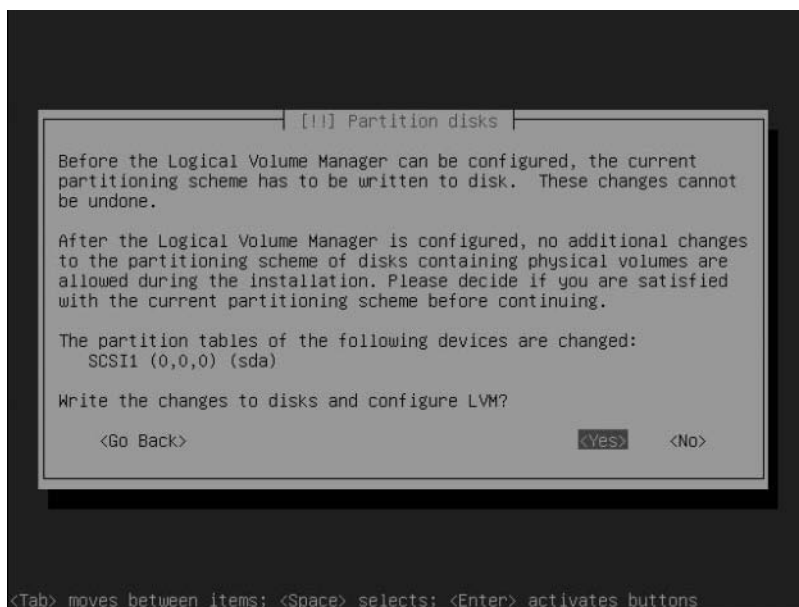 [!!] Partition disks
Before the Logical Volume Manager can be configured, the current
partitioning scheme has to be written to disk.  These changes cannot
be undone.
After the Logical Volume Manager is configured, no additional changes
to the partitioning scheme of disks containing physical volumes are
allowed during the installation. Please decide if you are satisfied
with the current partitioning scheme before continuing.
The partition tables of the following devices are changed:
SCSI1 (0,0,0) (sda)
Write the changes to disks and configure LVM?
<Go Back> <Yes> <No>
<Tab> moves between items; <Space> selects; <Enter> activates buttons